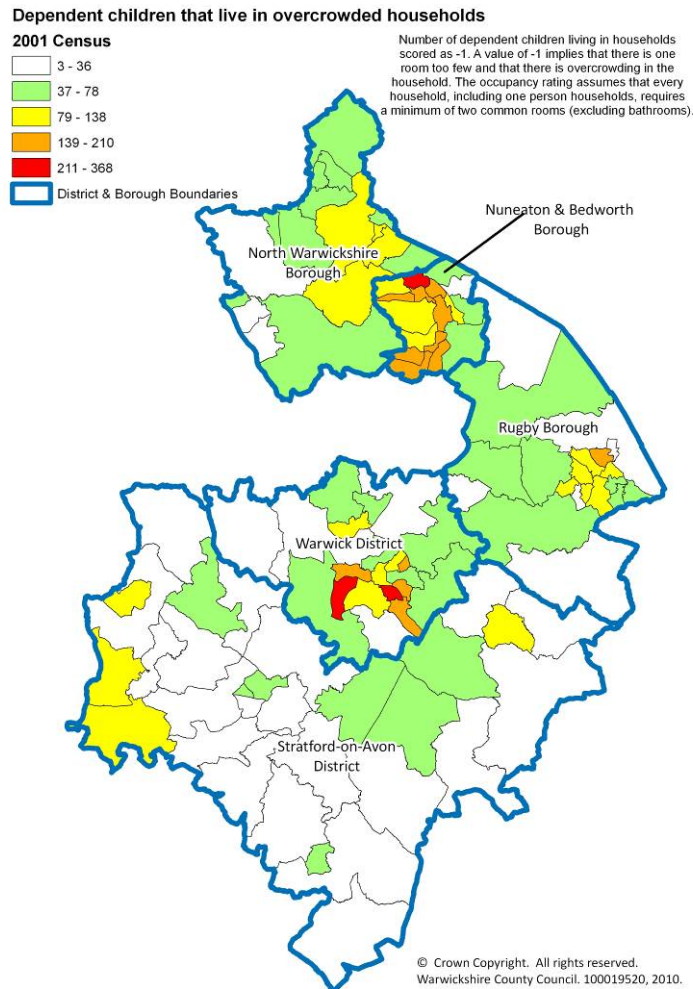 Dependent children that live in overcrowded households
2001 Census
3 - 36
37 - 78
79 - 138
139 - 210
211 - 368
District & Borough Boundaries
Number of dependent children living in households
scored as -1. A value of -1 implies that there is one
room too few and that there is overcrowding in the
household. The occupancy rating assumes that every
household, including one person households, requires
a minimum of two common rooms (excluding bathrooms).
Nuneaton & Bedworth
Borough
North Warwickshire
Borough
Rugby Borough
Warwick District
Stratford-on-Avon
District
© Crown Copyright. All rights reserved.
Warwickshire County Council. 100019520, 2010.